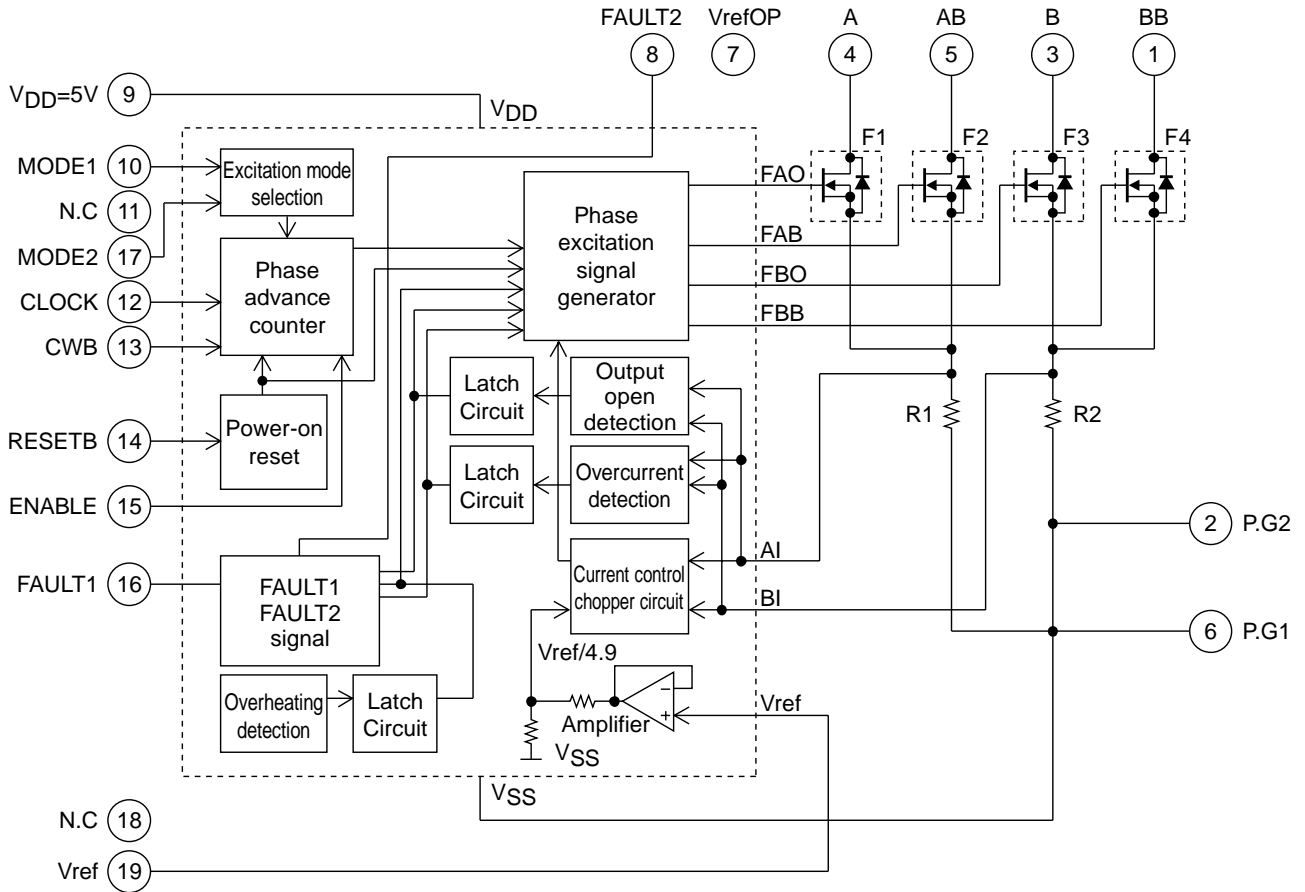 FAULT2 VrefOP A AB B BB
8 7 4 5 3 1
VDD=5V 9
VDD
MODE1 10
Excitation mode
selection
N.C 11
MODE2 17
CLOCK 12
CWB 13
Phase
advance
counter
Phase
excitation
signal
generator
FAO
FAB
FBO
FBB
F1 F2 F3 F4
RESETB 14
Power-on
reset
ENABLE 15
Latch
Circuit
Output
open
detection
Latch
Circuit
Overcurrent
detection
R1 R2
2 P.G2
FAULT1 16
FAULT1
FAULT2
signal
Current control
chopper circuit
AI
BI
6 P.G1
Vref/4.9
Overheating
detection
Latch
Circuit
–
+
Amplifier
Vref
VSS
VSS
N.C 18
Vref 19